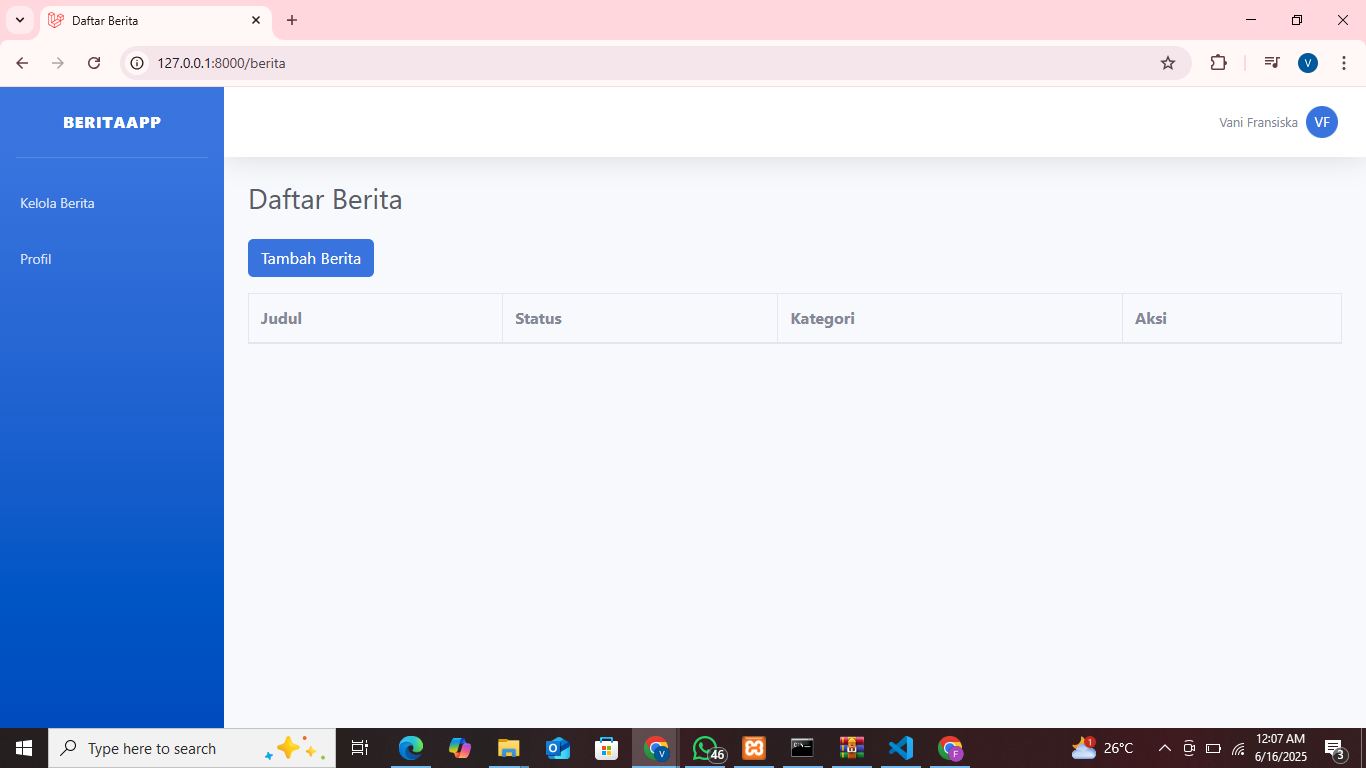 Daftar Berita
127.0.0.1:8000/berita
V
BERITAAPP
Vani Fransiska VF
Kelola Berita
Profil
Daftar Berita
Tambah Berita
Judul Status Kategori Aksi
Type here to search
V
46
F
1
26°C
12:07 AM
6/16/2025
3